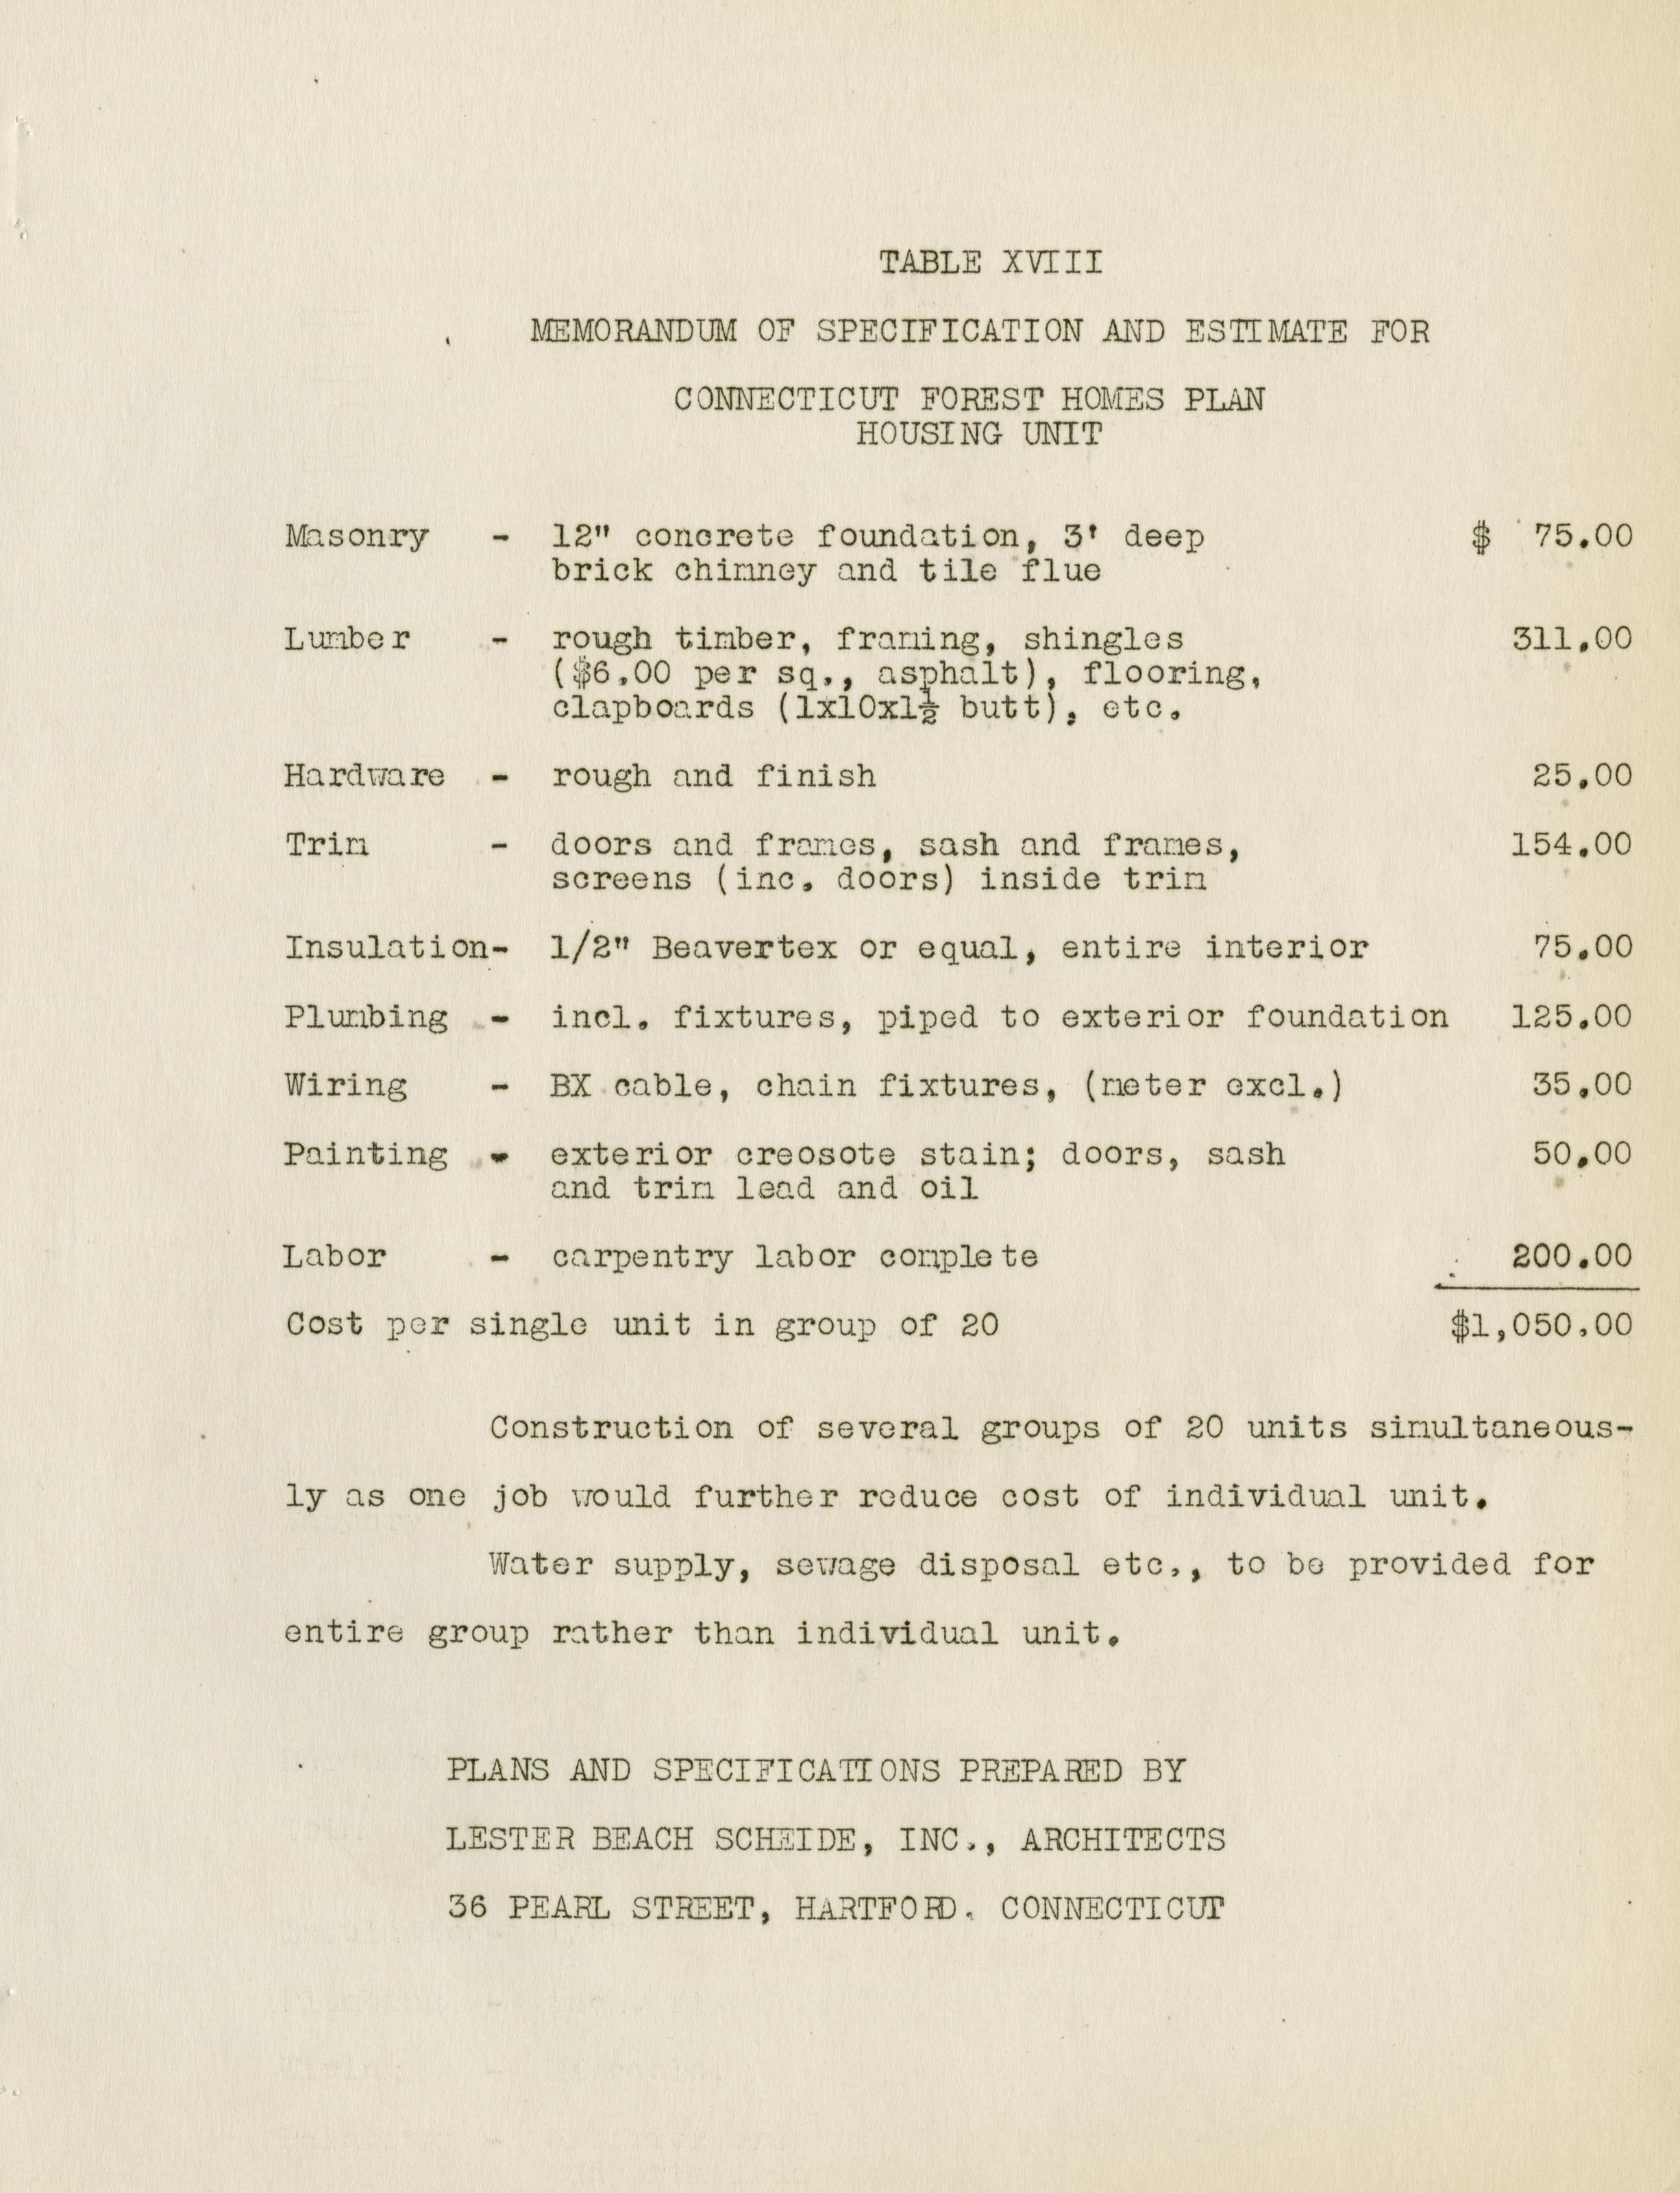 TABLE XVIII
MEMORANDUM OF SPECIFICATION AND ESTIMATE FOR
CONNECTICUT FOREST HOMES PLAN
HOUSING UNIT
Masonry - 12" concrete foundation, 3' deep $ 75.00
brick chimney and tile flue
Lumber - rough timber, framing, shingles 311.00
($6.00 per sq., asphalt), flooring,
clapboards (1x10x1½ butt), etc.
Hardware - rough and finish 25.00
Trim - doors and frames, sash and frames, 154.00
screens (inc. doors) inside trim
Insulation- 1/2" Beavertex or equal, entire interior 75.00
Plumbing - incl. fixtures, piped to exterior foundation 125.00
Wiring - BX cable, chain fixtures, (meter excl.) 35.00
Painting - exterior creosote stain; doors, sash 50.00
and trim lead and oil
Labor - carpentry labor complete 200.00
Cost per single unit in group of 20 $1,050.00
Construction of several groups of 20 units simultaneous-
ly as one job would further reduce cost of individual unit.
Water supply, sewage disposal etc., to be provided for
entire group rather than individual unit.
PLANS AND SPECIFICATIONS PREPARED BY
LESTER BEACH SCHEIDE, INC., ARCHITECTS
36 PEARL STREET, HARTFORD. CONNECTICUT